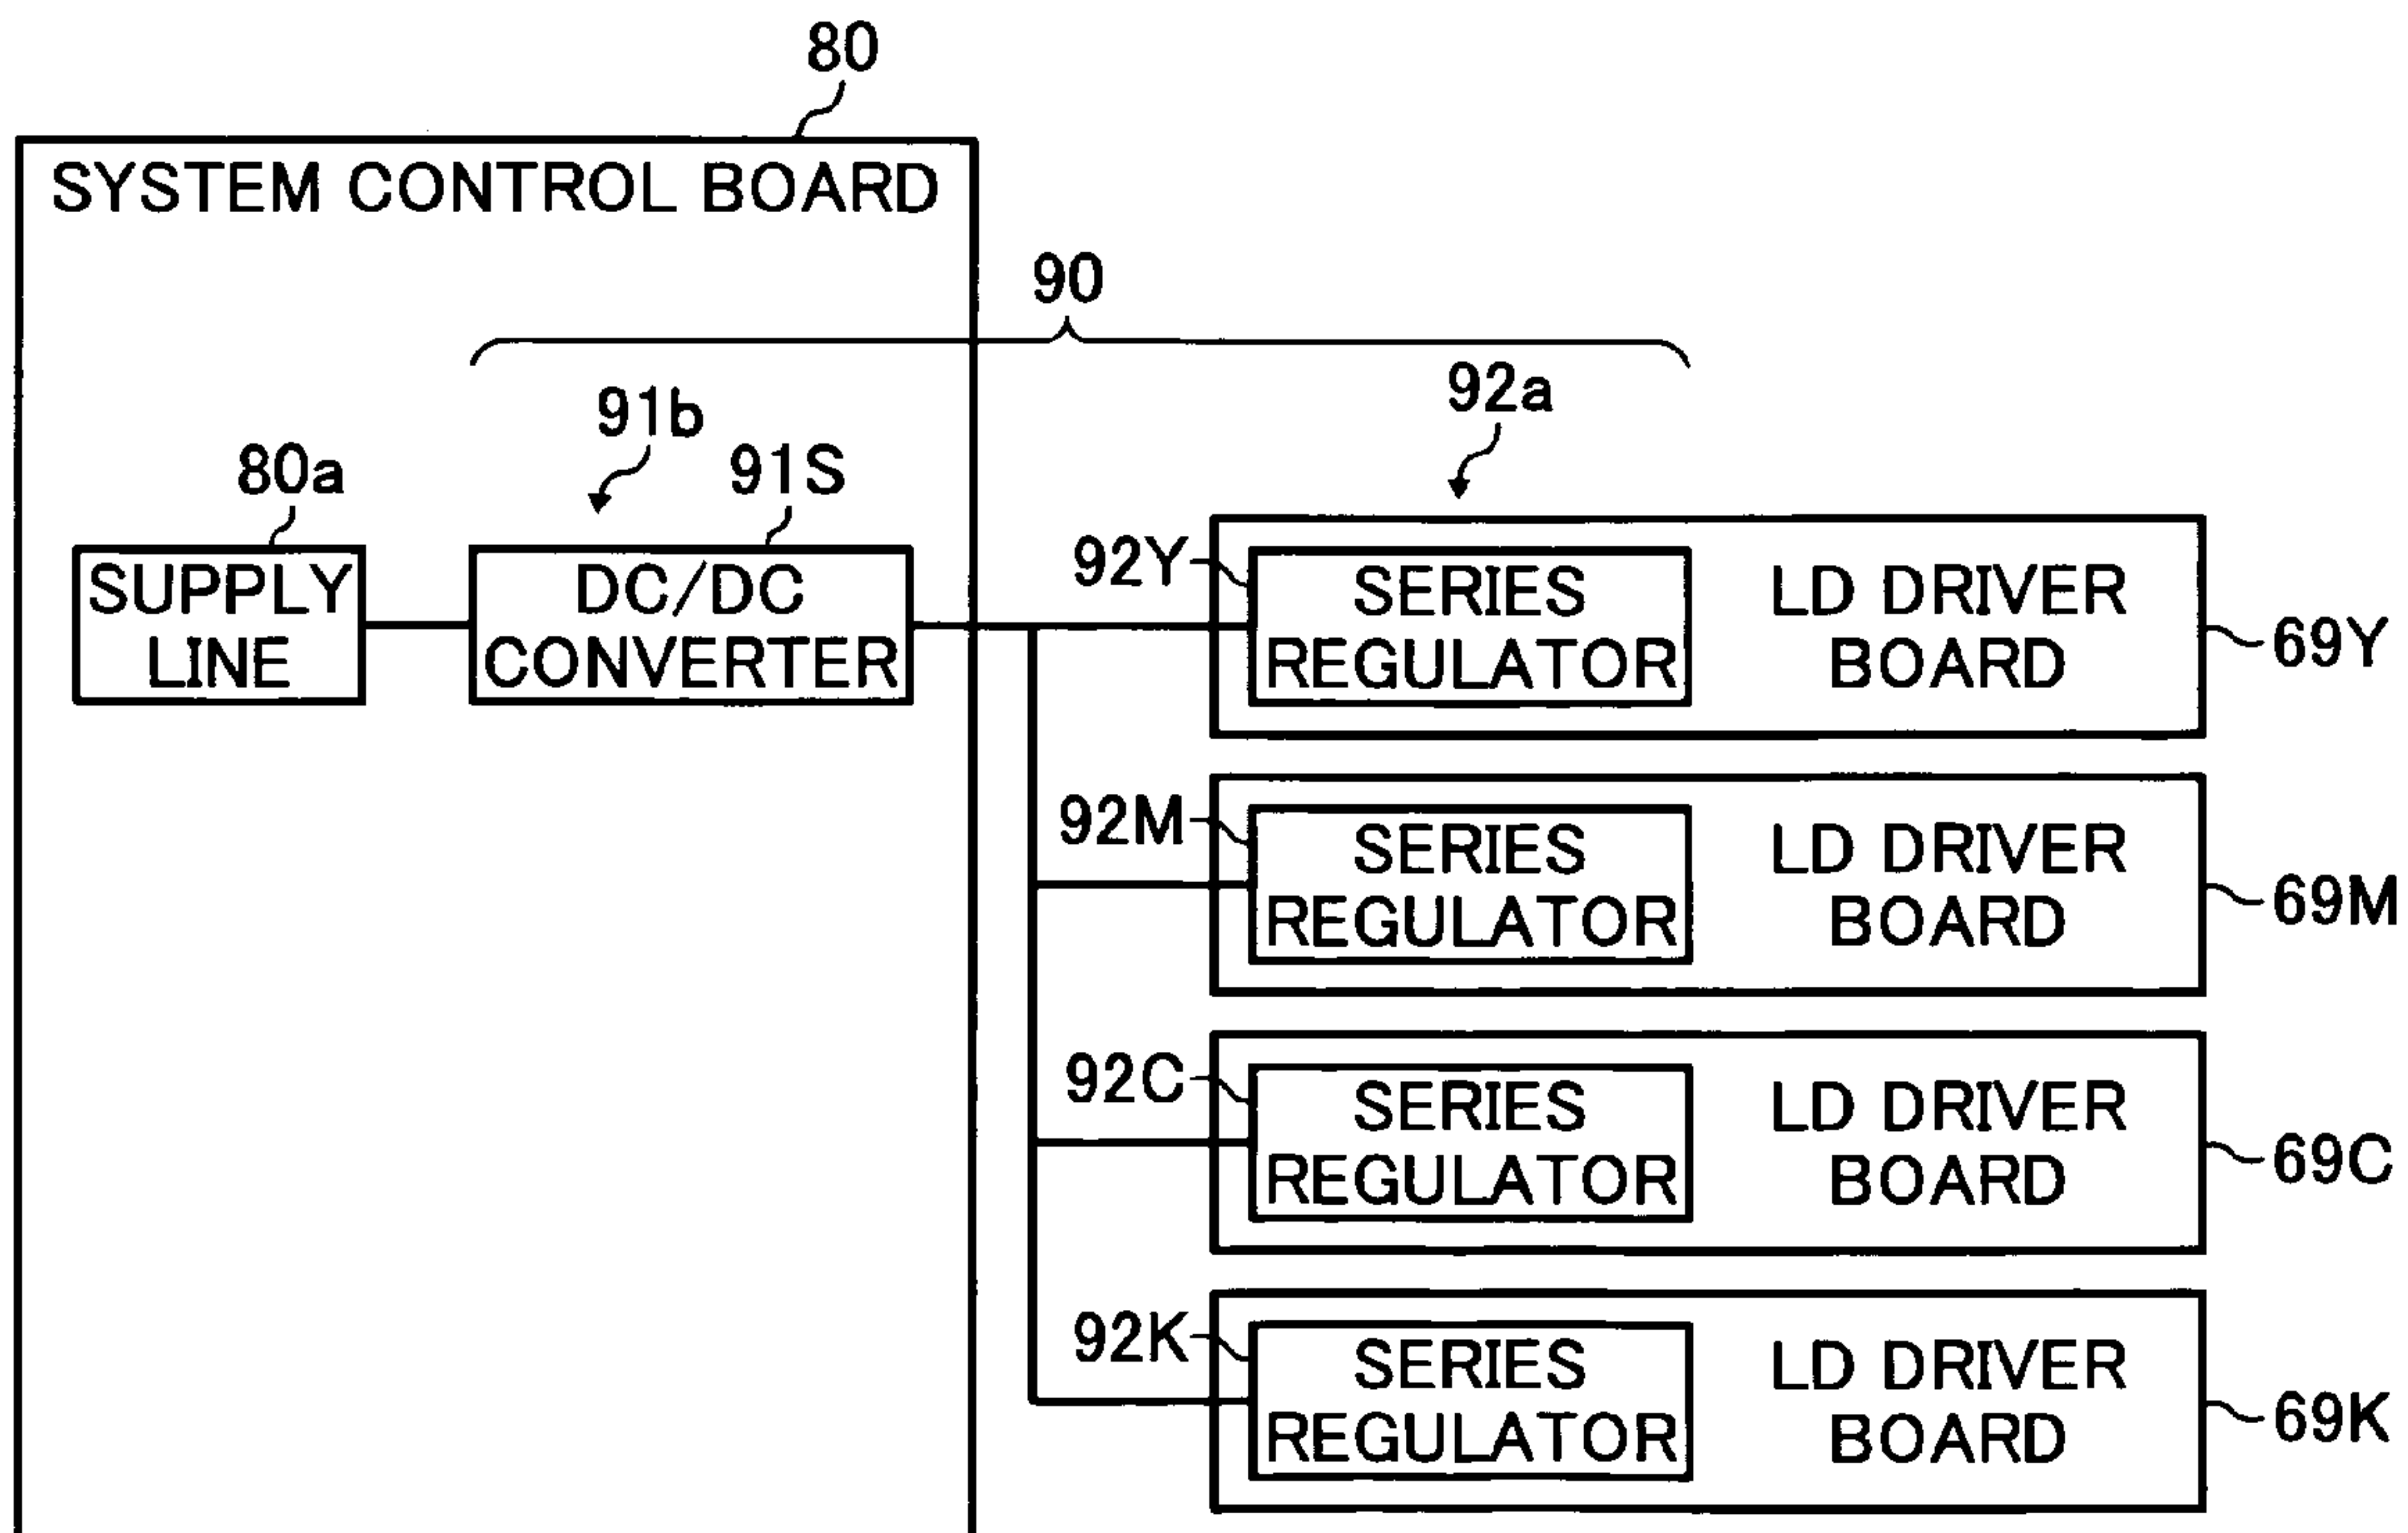 80
SYSTEM CONTROL BOARD
90
91b
92a
80a
91S
SUPPLY
LINE
DC/DC
CONVERTER
92Y
SERIES
REGULATOR
LD DRIVER
BOARD
69Y
92M
SERIES
REGULATOR
LD DRIVER
BOARD
69M
92C
SERIES
REGULATOR
LD DRIVER
BOARD
69C
92K
SERIES
REGULATOR
LD DRIVER
BOARD
69K